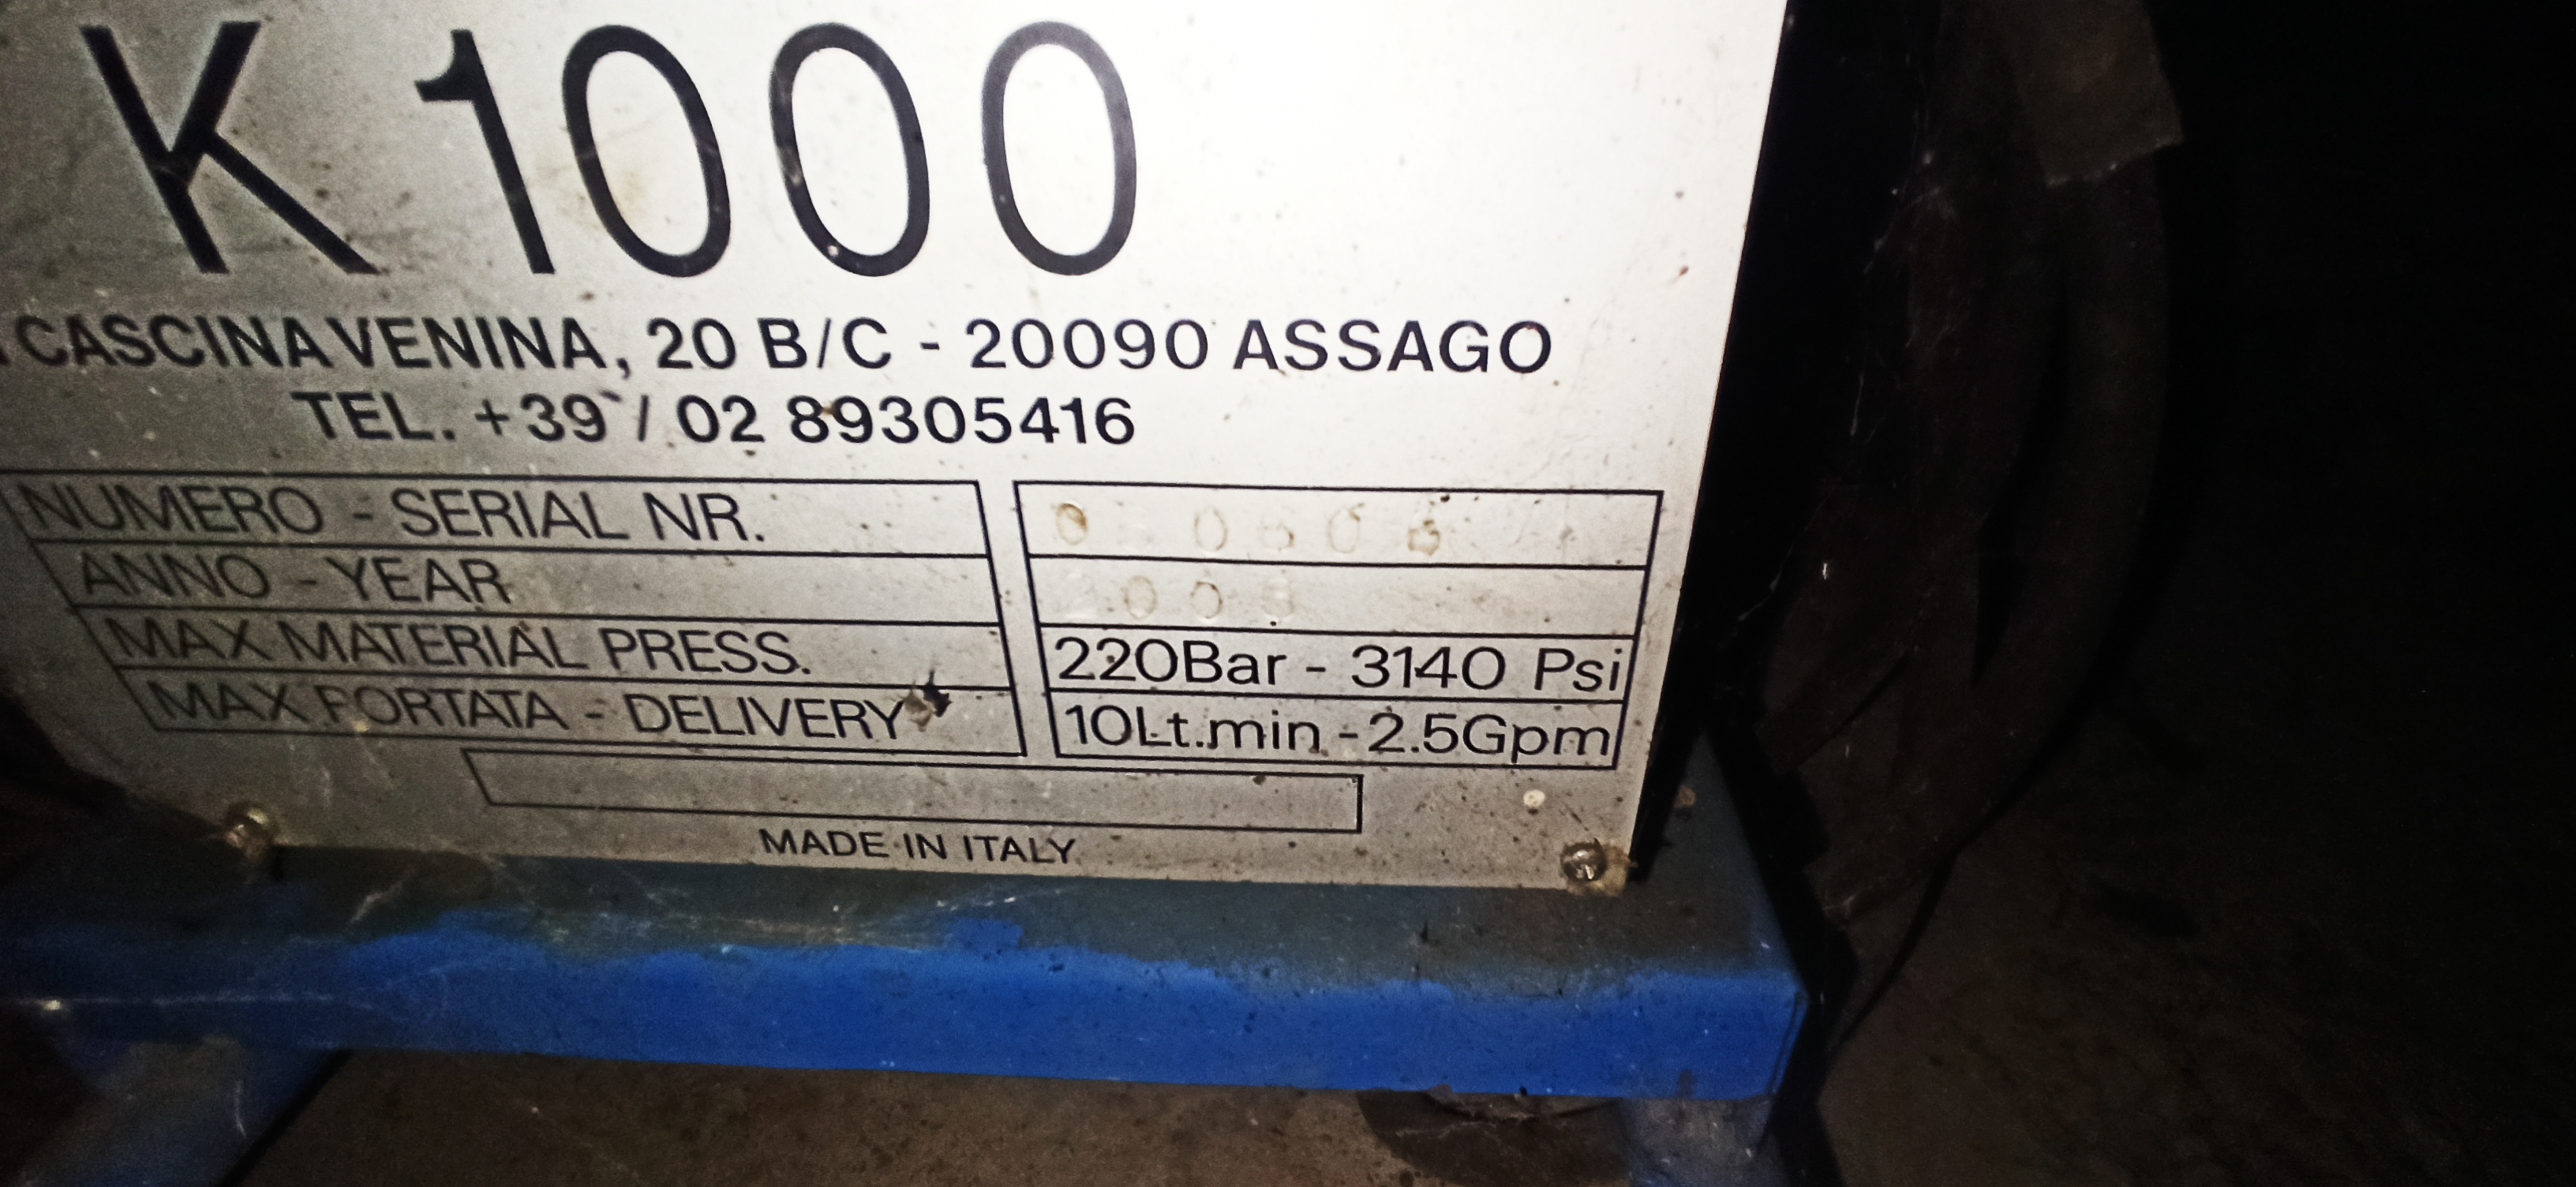 K 1000
CASCINA VENINA, 20 B/C - 20090 ASSAGO
TEL. +39 / 02 89305416
NUMERO - SERIAL NR.
ANNO - YEAR
MAX MATERIAL PRESS. 220Bar - 3140 Psi
MAX PORTATA - DELIVERY 10Lt.min - 2.5Gpm
MADE IN ITALY